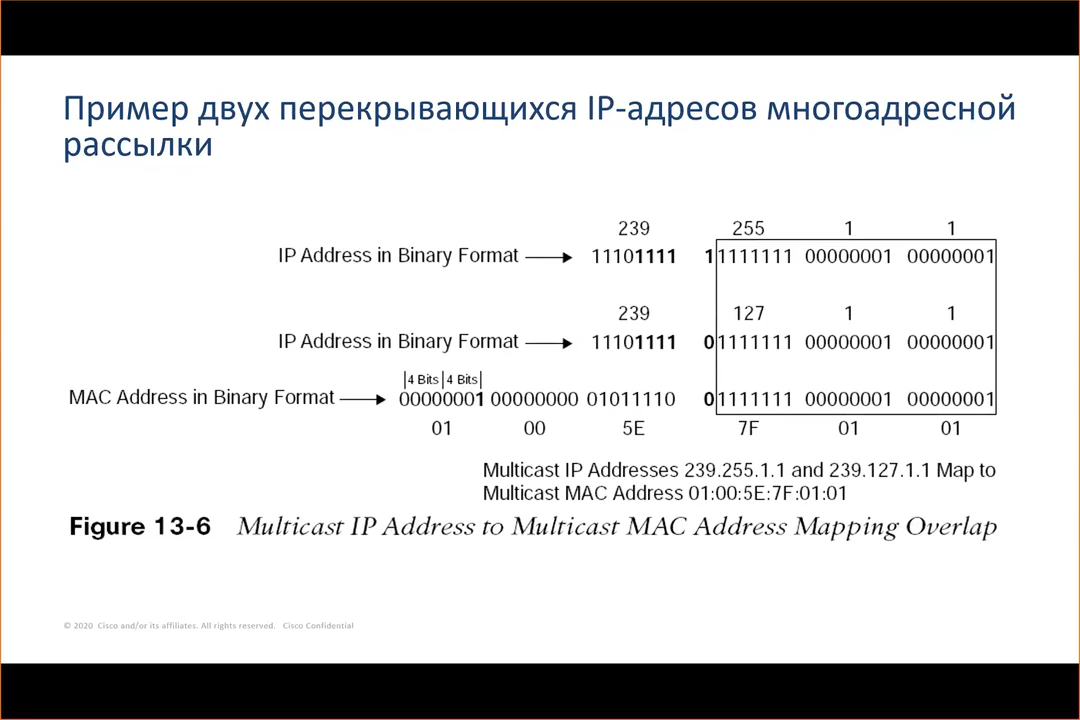 Пример двух перекрывающихся IP-адресов многоадресной
рассылки
239 255 1 1
IP Address in Binary Format 11101111 11111111 00000001 00000001
239 127 1 1
IP Address in Binary Format 11101111 01111111 00000001 00000001
4 Bits 4 Bits
MAC Address in Binary Format 00000001 00000000 01011110 01111111 00000001 00000001
01 00 5E 7F 01 01
Multicast IP Addresses 239.255.1.1 and 239.127.1.1 Map to
Multicast MAC Address 01:00:5E:7F:01:01
Figure 13-6 Multicast IP Address to Multicast MAC Address Mapping Overlap
© 2020 Cisco and/or its affiliates. All rights reserved. Cisco Confidential